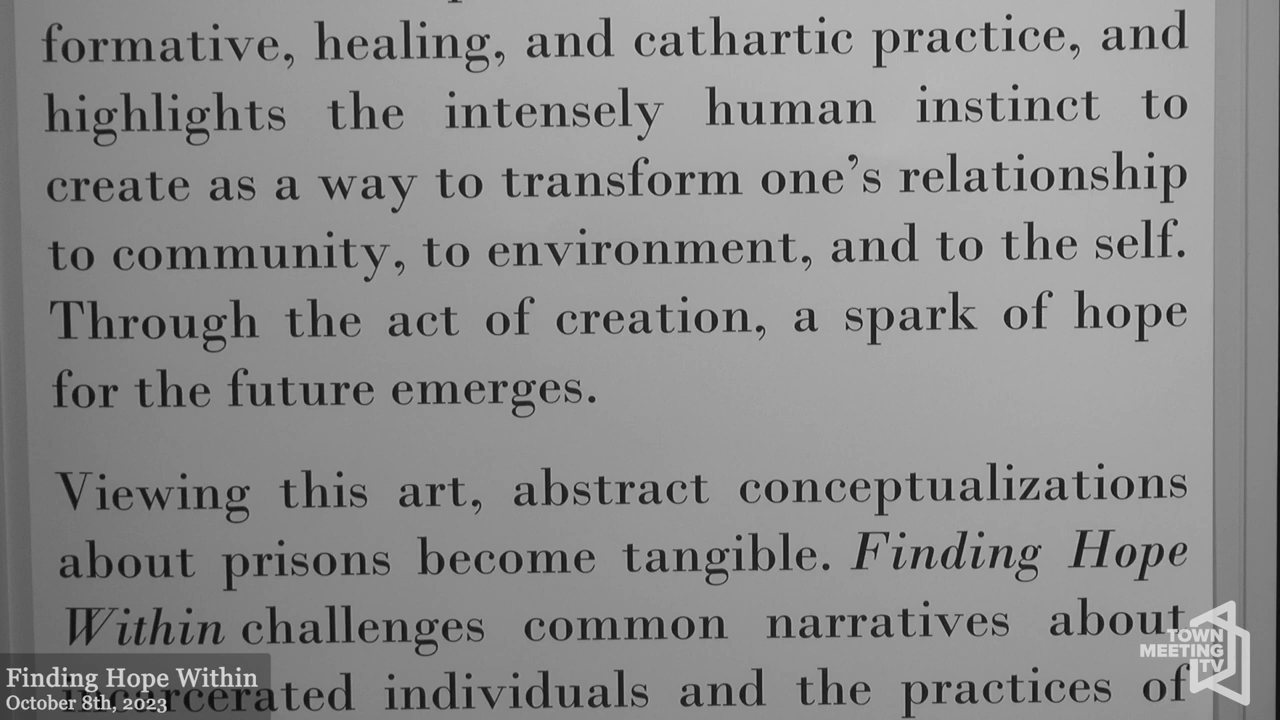 formative, healing, and cathartic practice, and
highlights the intensely human instinct to
create as a way to transform one’s relationship
to community, to environment, and to the self.
Through the act of creation, a spark of hope
for the future emerges.
Viewing this art, abstract conceptualizations
about prisons become tangible. Finding Hope
Within challenges common narratives about
incarcerated individuals and the practices of
Finding Hope Within
October 8th, 2023
TOWN
MEETING
TV